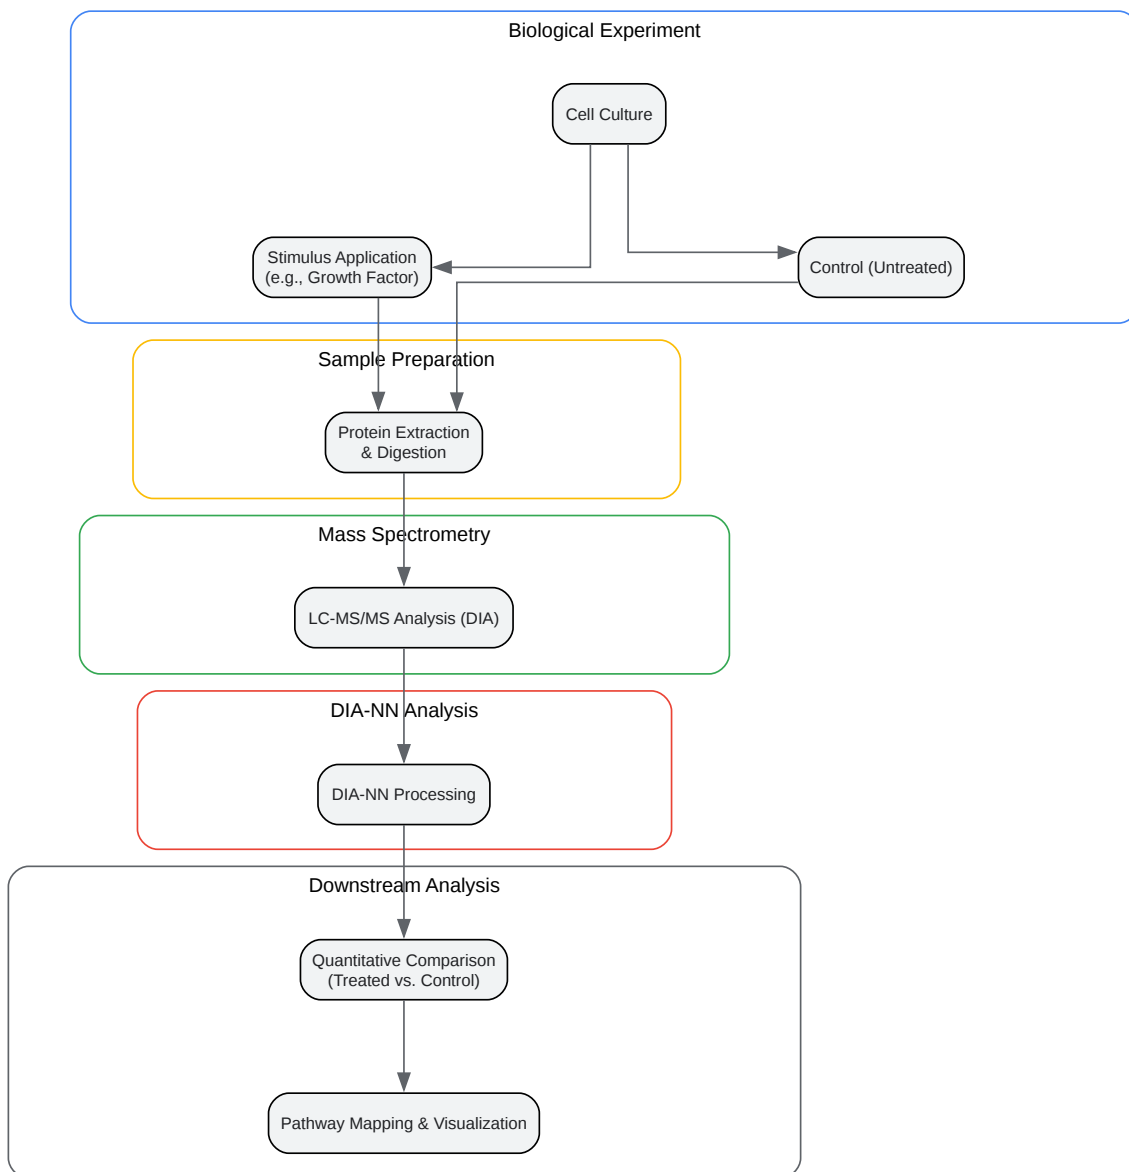 Biological Experiment
Cell Culture
Stimulus Application
(e.g., Growth Factor)
Control (Untreated)
Sample Preparation
Protein Extraction
& Digestion
Mass Spectrometry
LC-MS/MS Analysis (DIA)
DIA-NN Analysis
DIA-NN Processing
Downstream Analysis
Quantitative Comparison
(Treated vs. Control)
Pathway Mapping & Visualization